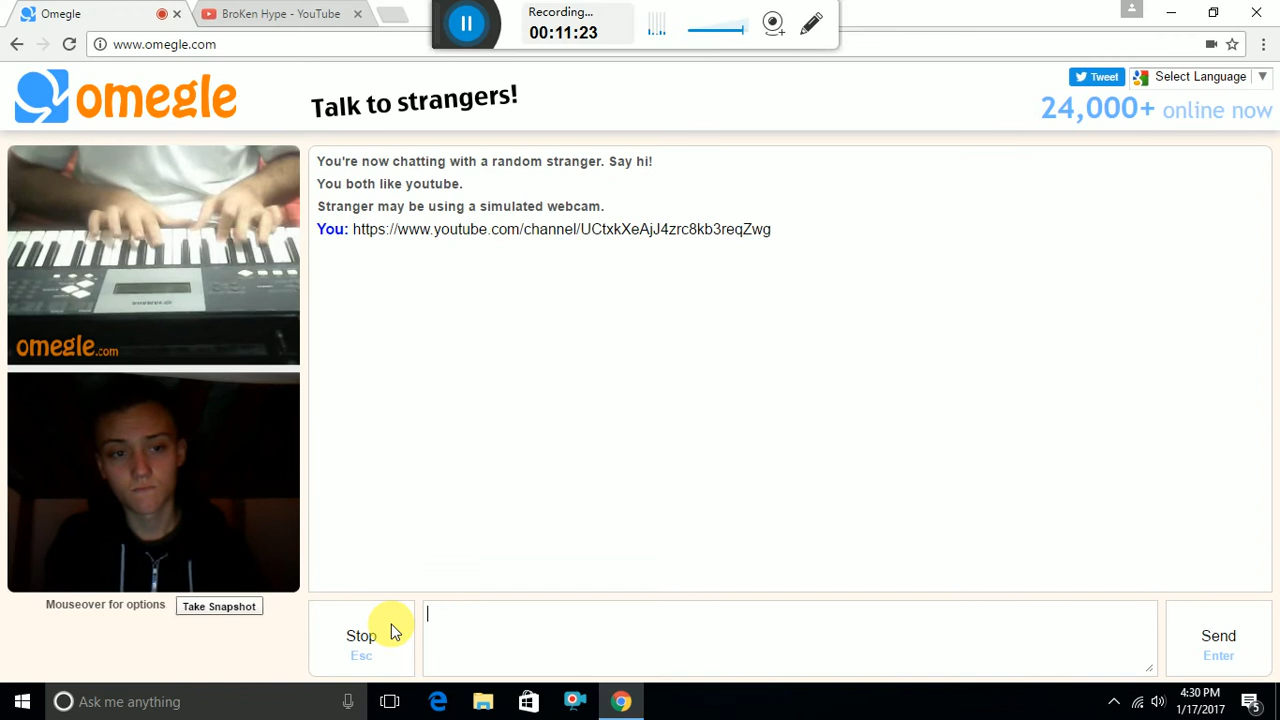 Omegle
BroKen Hype - YouTube
Recording...
00:11:23
www.omegle.com
omegle
Talk to strangers!
Tweet
Select Language
24,000+ online now
You're now chatting with a random stranger. Say hi!
You both like youtube.
Stranger may be using a simulated webcam.
You: https://www.youtube.com/channel/UCtxkXeAjJ4zrc8kb3reqZwg
omegle.com
Mouseover for options
Take Snapshot
Stop
Esc
Send
Enter
Ask me anything
4:30 PM
1/17/2017
5